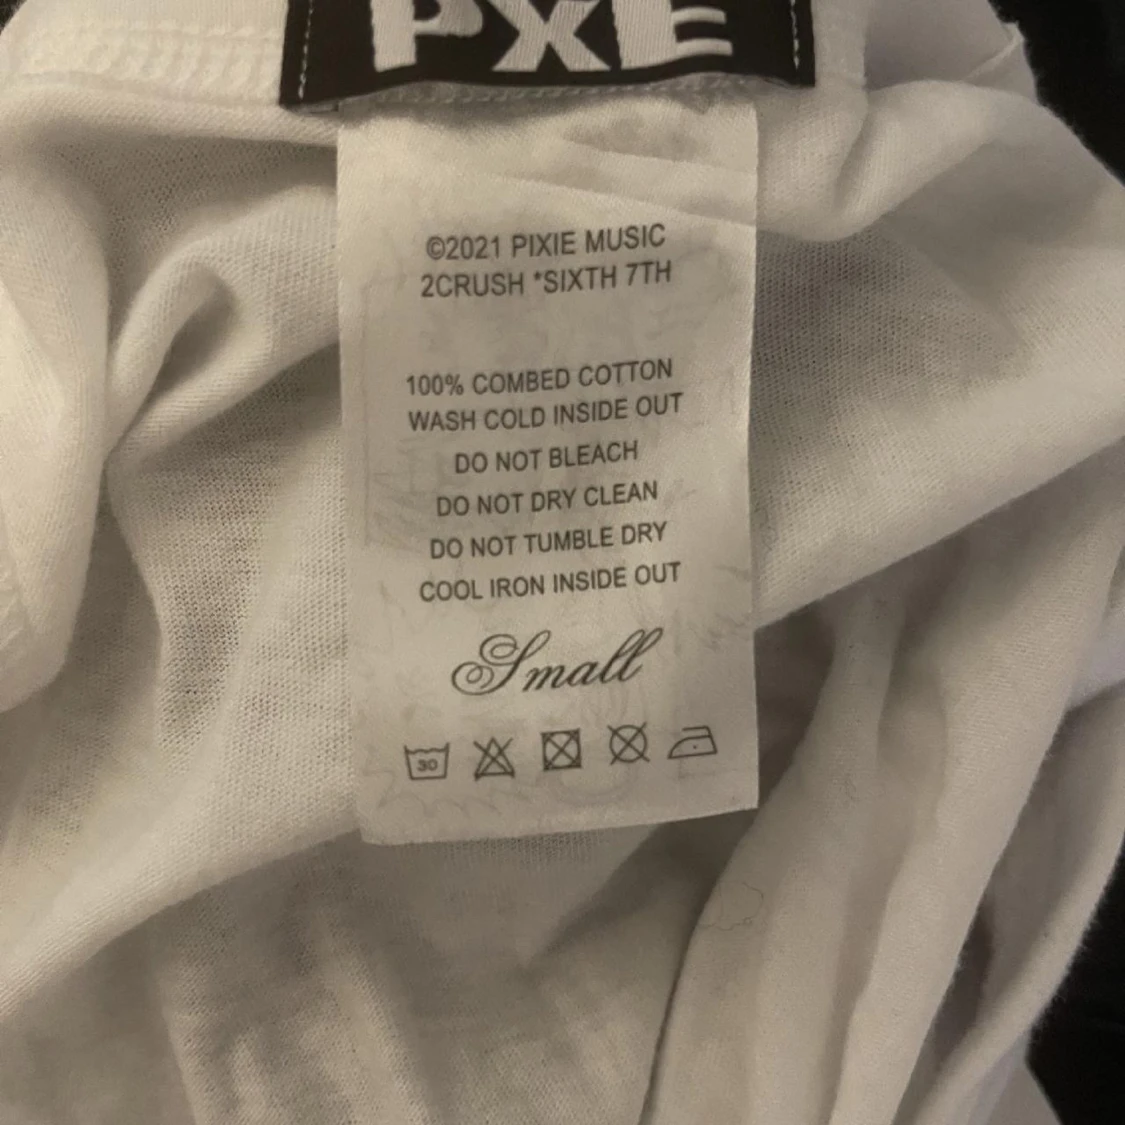 PXE
©2021 PIXIE MUSIC
2CRUSH *SIXTH 7TH
100% COMBED COTTON
WASH COLD INSIDE OUT
DO NOT BLEACH
DO NOT DRY CLEAN
DO NOT TUMBLE DRY
COOL IRON INSIDE OUT
Small
30